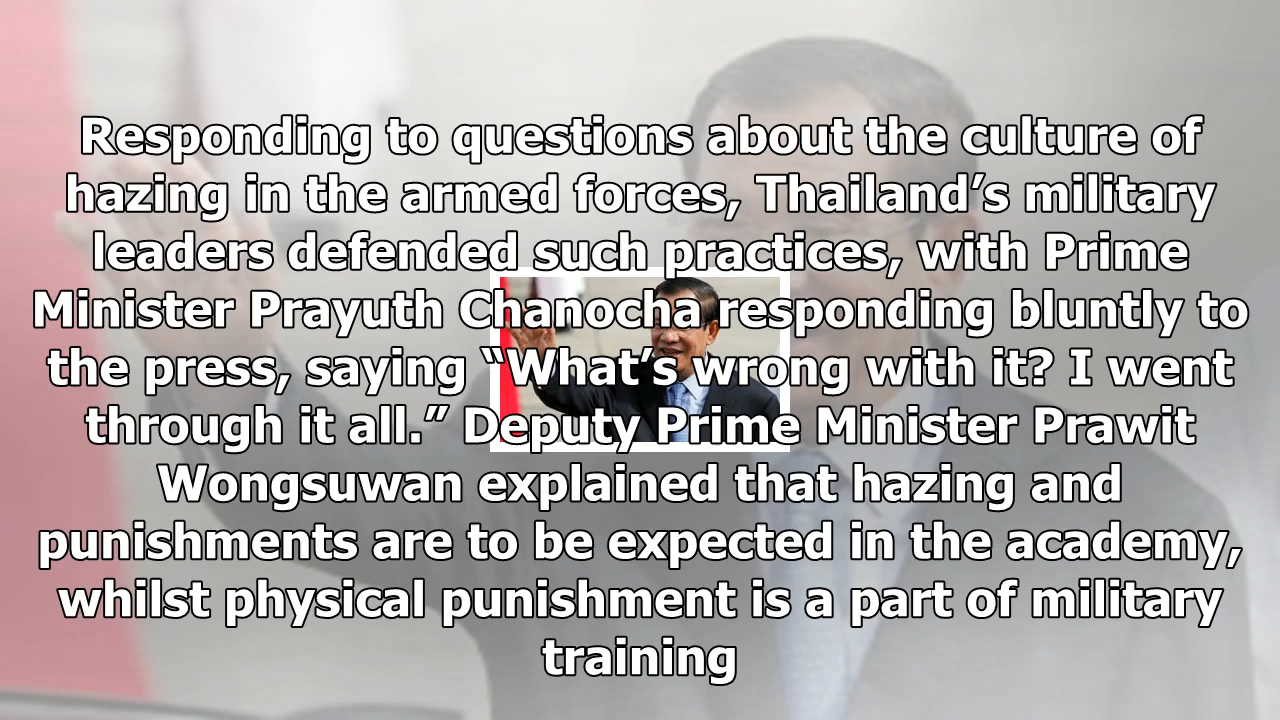 Responding to questions about the culture of
hazing in the armed forces, Thailand’s military
leaders defended such practices, with Prime
Minister Prayuth Chanocha responding bluntly to
the press, saying “What’s wrong with it? I went
through it all.” Deputy Prime Minister Prawit
Wongsuwan explained that hazing and
punishments are to be expected in the academy,
whilst physical punishment is a part of military
training